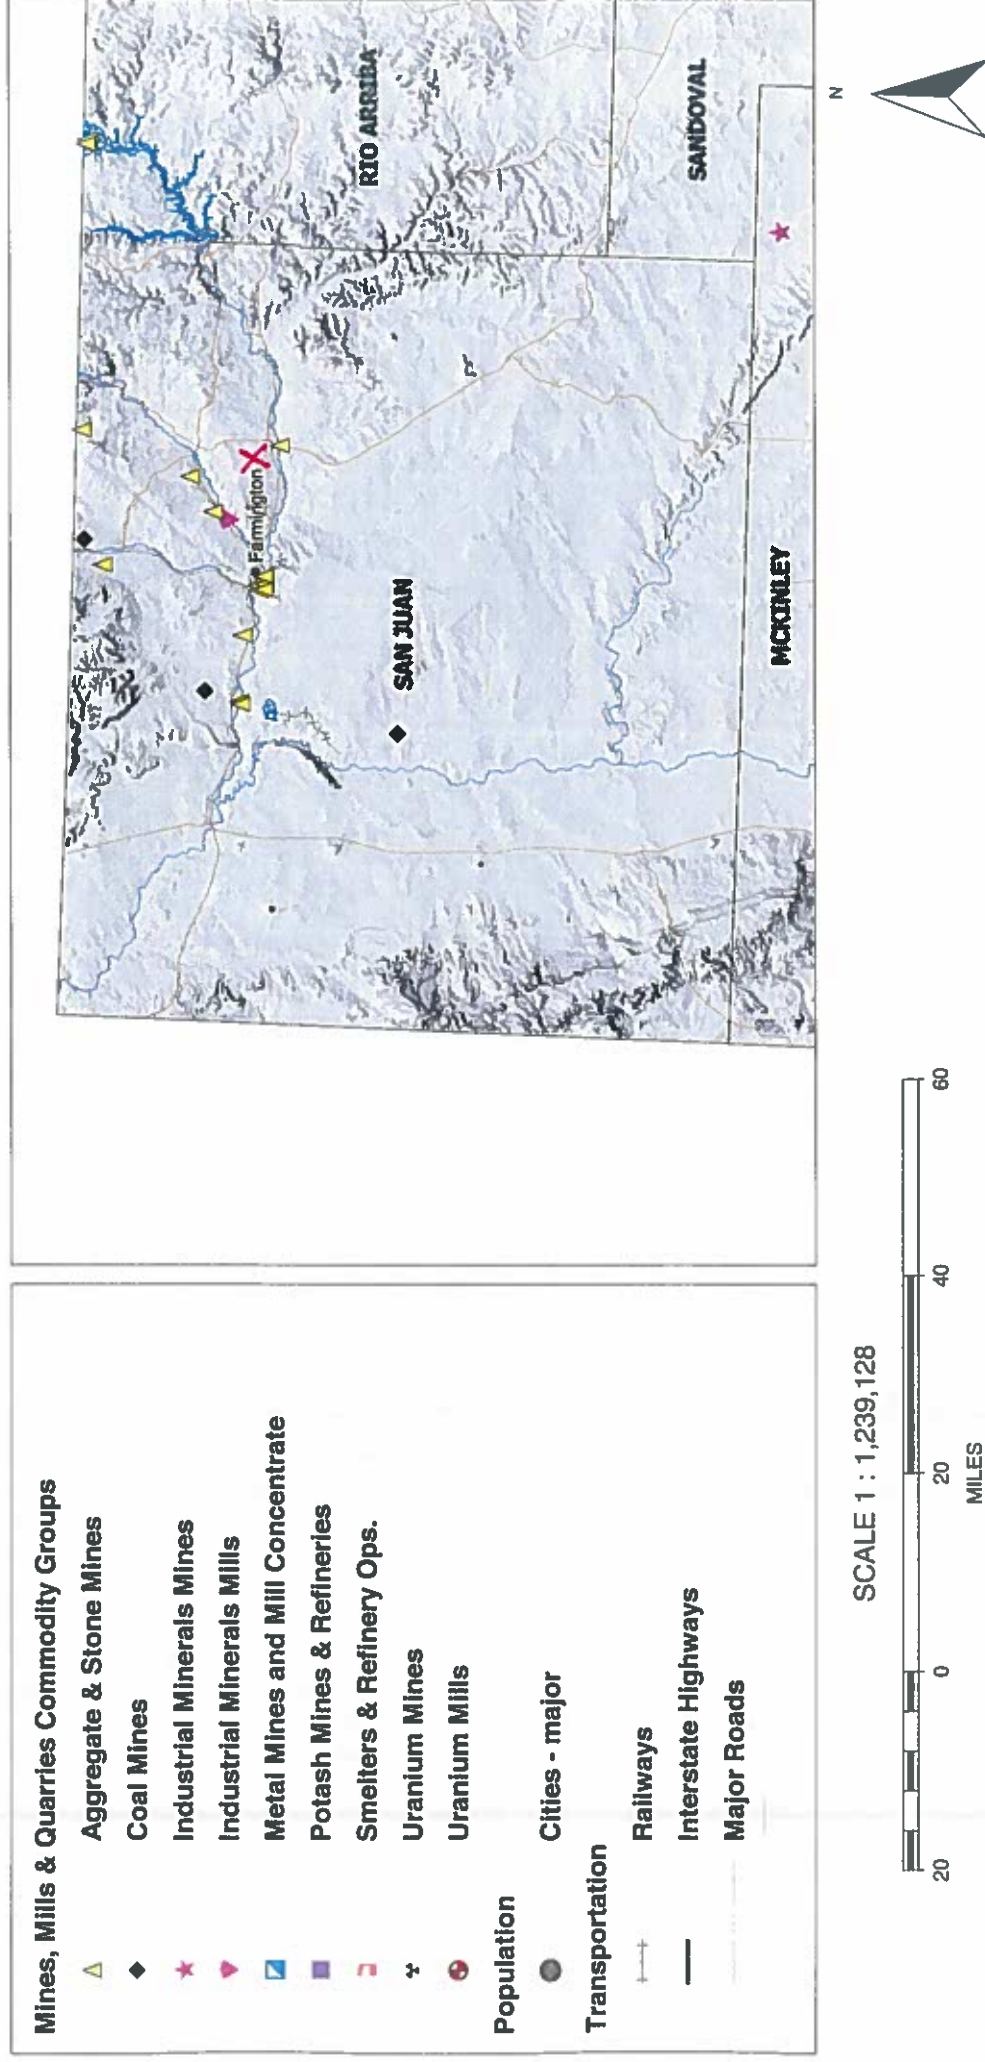 Mines, Mills & Quarries Commodity Groups
Aggregate & Stone Mines
Coal Mines
Industrial Minerals Mines
Industrial Minerals Mills
Metal Mines and Mill Concentrate
Potash Mines & Refineries
Smelters & Refinery Ops.
Uranium Mines
Uranium Mills
Population
Cities - major
Transportation
Railways
Interstate Highways
Major Roads
Farmington
SAN JUAN
RIO ARRIBA
SANDOVAL
MCKINLEY
SCALE 1 : 1,239,128
20 0 20 40 60
MILES
N